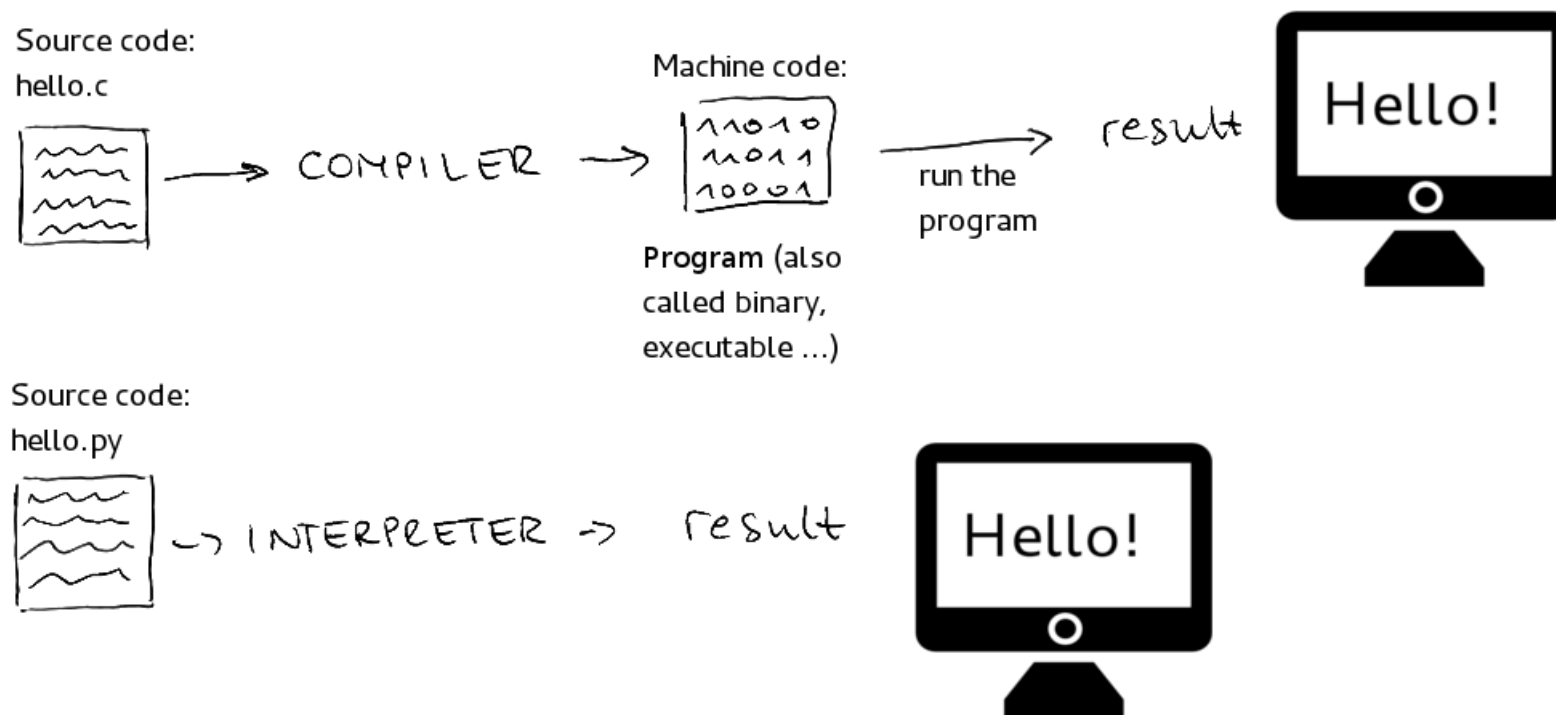 Source code:
hello.c
COMPILER
Machine code:
11010
11011
10001
Program (also
called binary,
executable ...)
run the
program
result
Hello!
Source code:
hello.py
INTERPRETER
result
Hello!